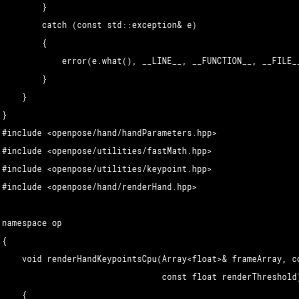 }
catch (const std::exception& e)
{
error(e.what(), __LINE__, __FUNCTION__, __FILE__
}
}
}
#include <openpose/hand/handParameters.hpp>
#include <openpose/utilities/fastMath.hpp>
#include <openpose/utilities/keypoint.hpp>
#include <openpose/hand/renderHand.hpp>
namespace op
{
void renderHandKeypointsCpu(Array<float>& frameArray, co
const float renderThreshold
{